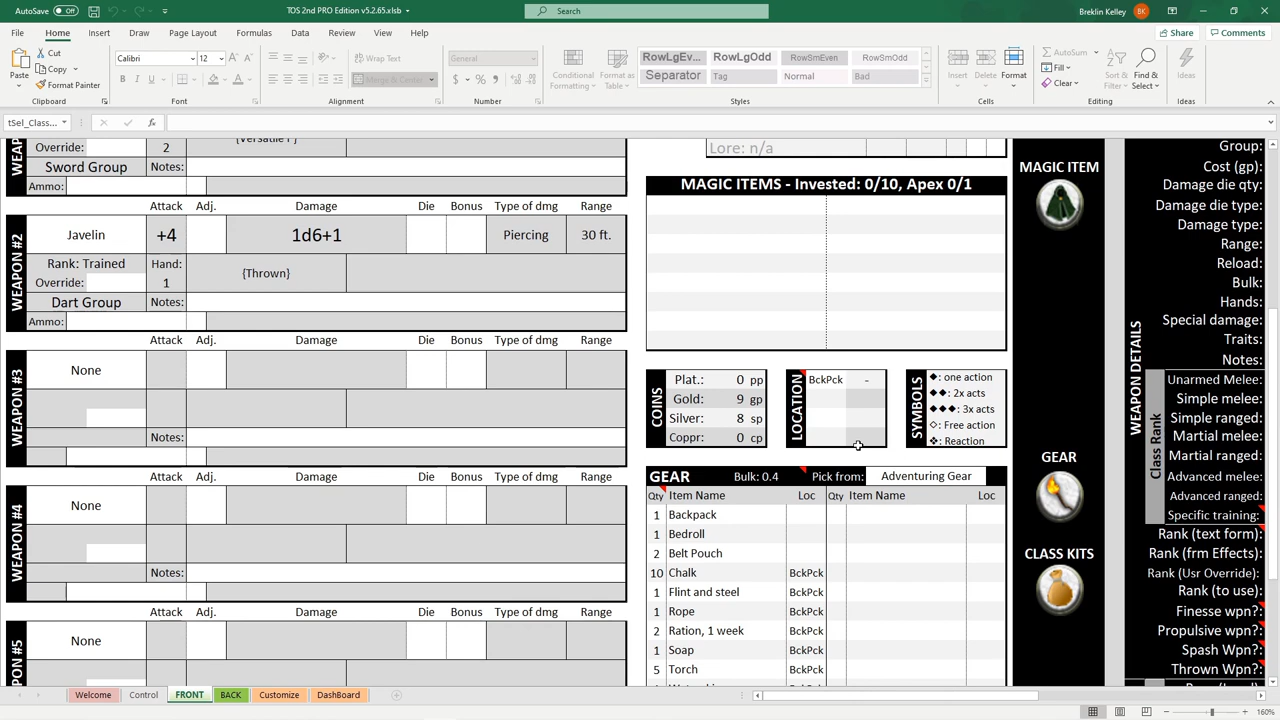 AutoSave Off TOS 2nd PRO Edition v5.2.65.xlsb Search Breklin Kelley BK
File Home Insert Draw Page Layout Formulas Data Review View Help Share Comments
Paste Cut Copy Format Painter Clipboard
Calibri 12 B I U Font
Wrap Text Merge & Center Alignment
General $ % Number
Conditional Formatting Format as Table
RowLgEv... RowLgOdd RowSmEven RowSmOdd
Separator Tag Normal Bad
Styles
Insert Delete Format Cells
AutoSum Fill Clear Sort & Filter Find & Select Editing
Ideas Ideas
tSel_Class... fx
Override: 2
Sword Group Notes:
Ammo:
Attack Adj. Damage Die Bonus Type of dmg Range
WEAPON #2
Javelin +4 1d6+1 Piercing 30 ft.
Rank: Trained Hand:
{Thrown}
Override: 1
Dart Group Notes:
Ammo:
Attack Adj. Damage Die Bonus Type of dmg Range
WEAPON #3
None
Notes:
Attack Adj. Damage Die Bonus Type of dmg Range
WEAPON #4
None
Notes:
Attack Adj. Damage Die Bonus Type of dmg Range
None
Lore: n/a
MAGIC ITEMS - Invested: 0/10, Apex 0/1
COINS
Plat.: 0 pp
Gold: 9 gp
Silver: 8 sp
Coppr: 0 cp
LOCATION
BckPck -
SYMBOLS
◆: one action
◆◆: 2x acts
◆◆◆: 3x acts
◇: Free action
❖: Reaction
GEAR Bulk: 0.4 Pick from: Adventuring Gear
Qty Item Name Loc Qty Item Name Loc
1 Backpack
1 Bedroll
2 Belt Pouch
10 Chalk BckPck
1 Flint and steel BckPck
1 Rope BckPck
2 Ration, 1 week BckPck
1 Soap BckPck
5 Torch BckPck
MAGIC ITEM
GEAR
CLASS KITS
WEAPON DETAILS
Group:
Cost (gp):
Damage die qty:
Damage die type:
Damage type:
Range:
Reload:
Bulk:
Hands:
Special damage:
Traits:
Notes:
Class Rank
Unarmed Melee:
Simple melee:
Simple ranged:
Martial melee:
Martial ranged:
Advanced melee:
Advanced ranged:
Specific training:
Rank (text form):
Rank (frm Effects):
Rank (Usr Override):
Rank (to use):
Finesse wpn?:
Propulsive wpn?:
Spash Wpn?:
Thrown Wpn?:
Welcome Control FRONT BACK Customize DashBoard
160%